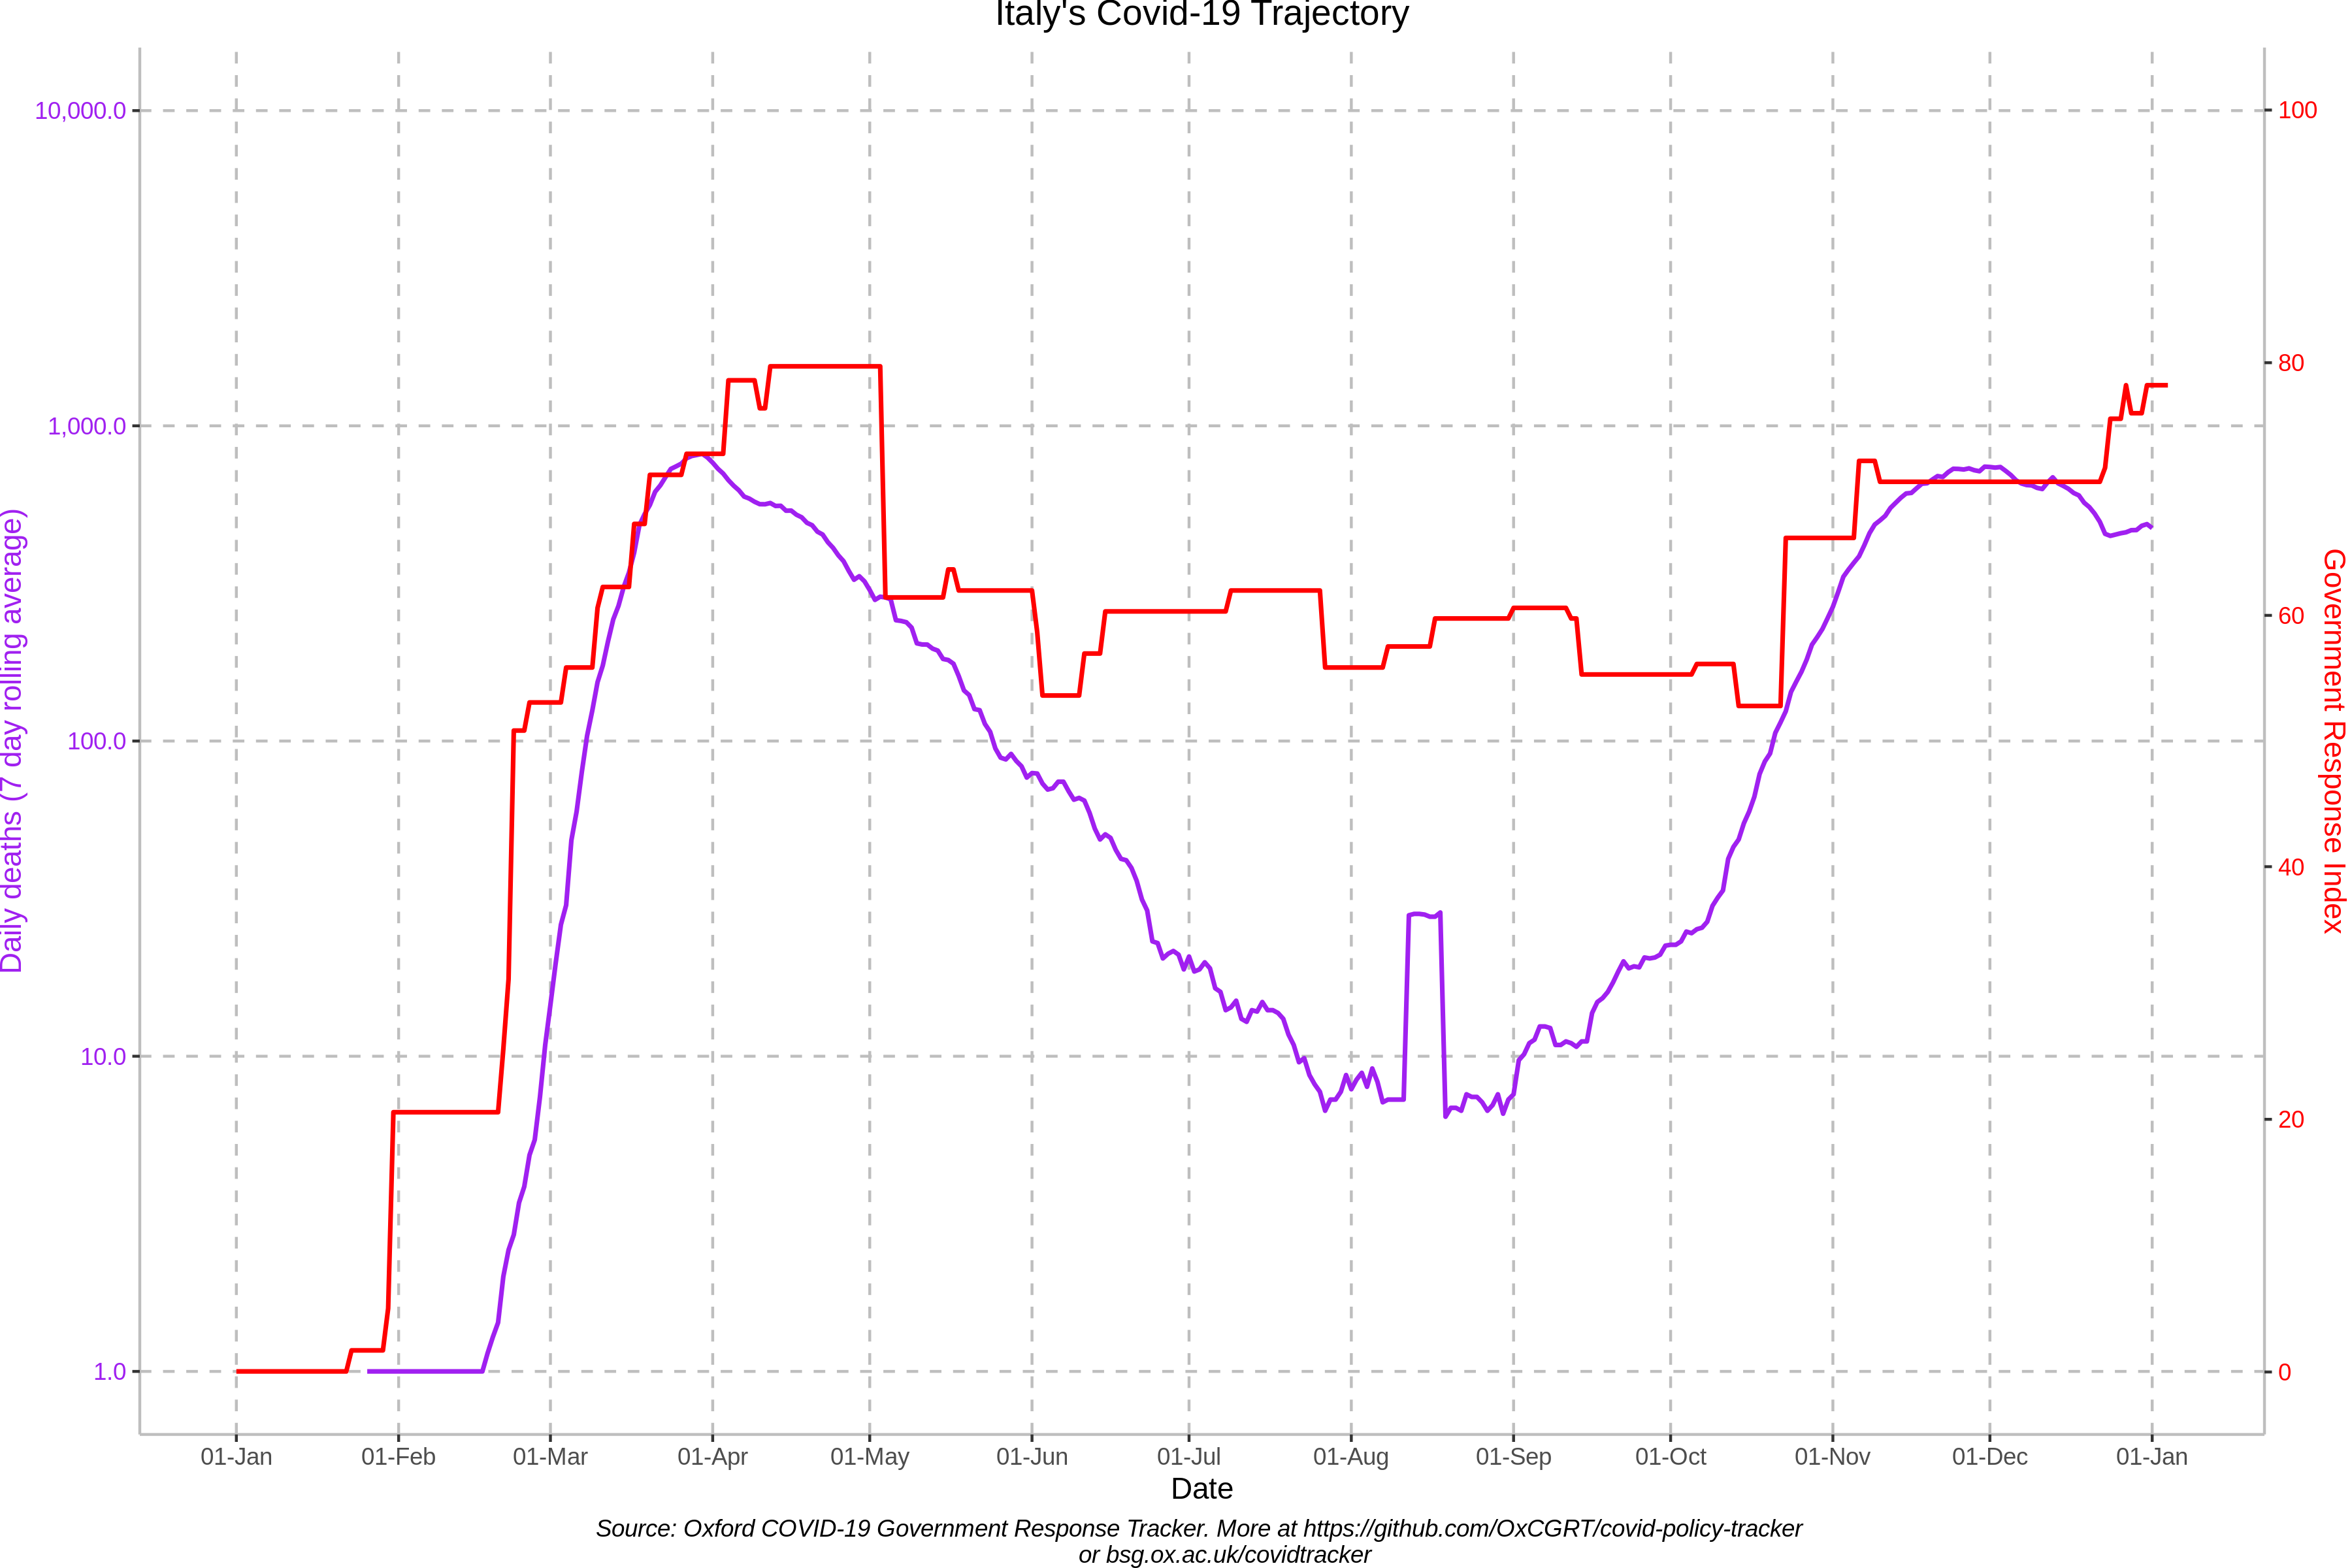 Italy's Covid-19 Trajectory
10,000.0
1,000.0
100.0
10.0
1.0
Daily deaths (7 day rolling average)
100
80
60
40
20
0
Government Response Index
01-Jan 01-Feb 01-Mar 01-Apr 01-May 01-Jun 01-Jul 01-Aug 01-Sep 01-Oct 01-Nov 01-Dec 01-Jan
Date
Source: Oxford COVID-19 Government Response Tracker. More at https://github.com/OxCGRT/covid-policy-tracker
or bsg.ox.ac.uk/covidtracker